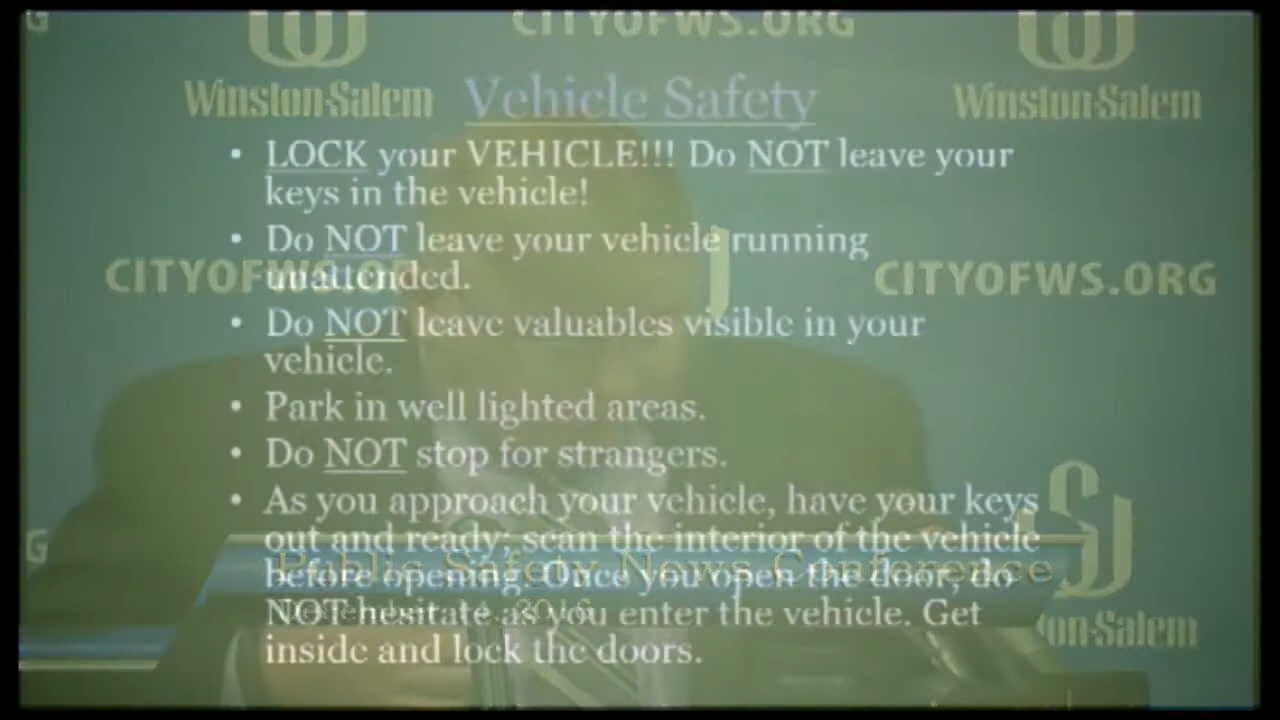 G
CITYOFWS.ORG
Winston-Salem
Winston-Salem
Vehicle Safety
• LOCK your VEHICLE!!! Do NOT leave your
keys in the vehicle!
• Do NOT leave your vehicle running
unattended.
CITYOFWS.ORG
CITYOFWS.ORG
• Do NOT leave valuables visible in your
vehicle.
• Park in well lighted areas.
• Do NOT stop for strangers.
• As you approach your vehicle, have your keys
out and ready; scan the interior of the vehicle
before opening. Once you open the door, do
NOT hesitate as you enter the vehicle. Get
inside and lock the doors.
G
Public Safety News Conference
2016
on-Salem